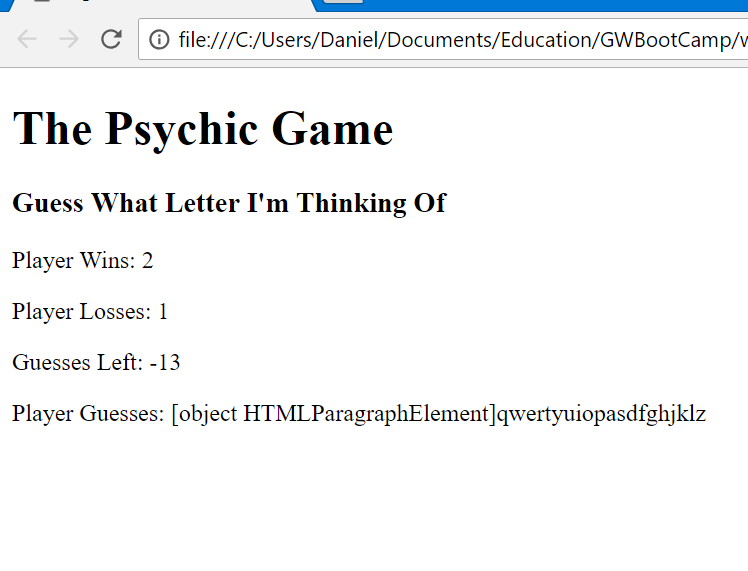 file:///C:/Users/Daniel/Documents/Education/GWBootCamp/w
The Psychic Game
Guess What Letter I'm Thinking Of
Player Wins: 2
Player Losses: 1
Guesses Left: -13
Player Guesses: [object HTMLParagraphElement]qwertyuiopasdfghjklz